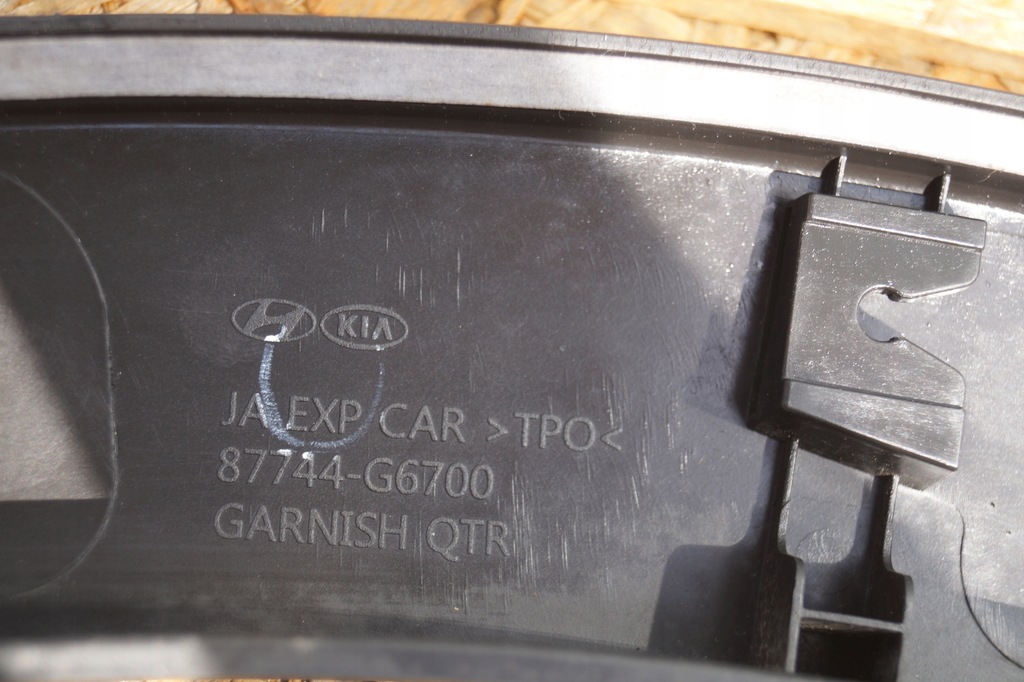 KIA
JA EXP CAR >TPO<
87744-G6700
GARNISH QTR